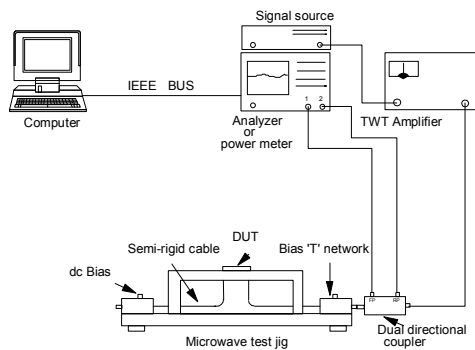 Signal source
IEEE BUS
Computer
Analyzer
or
power meter
1 2
TWT Amplifier
DUT
Semi-rigid cable
Bias 'T' network
dc Bias
FP RP
Dual directional
coupler
Microwave test jig